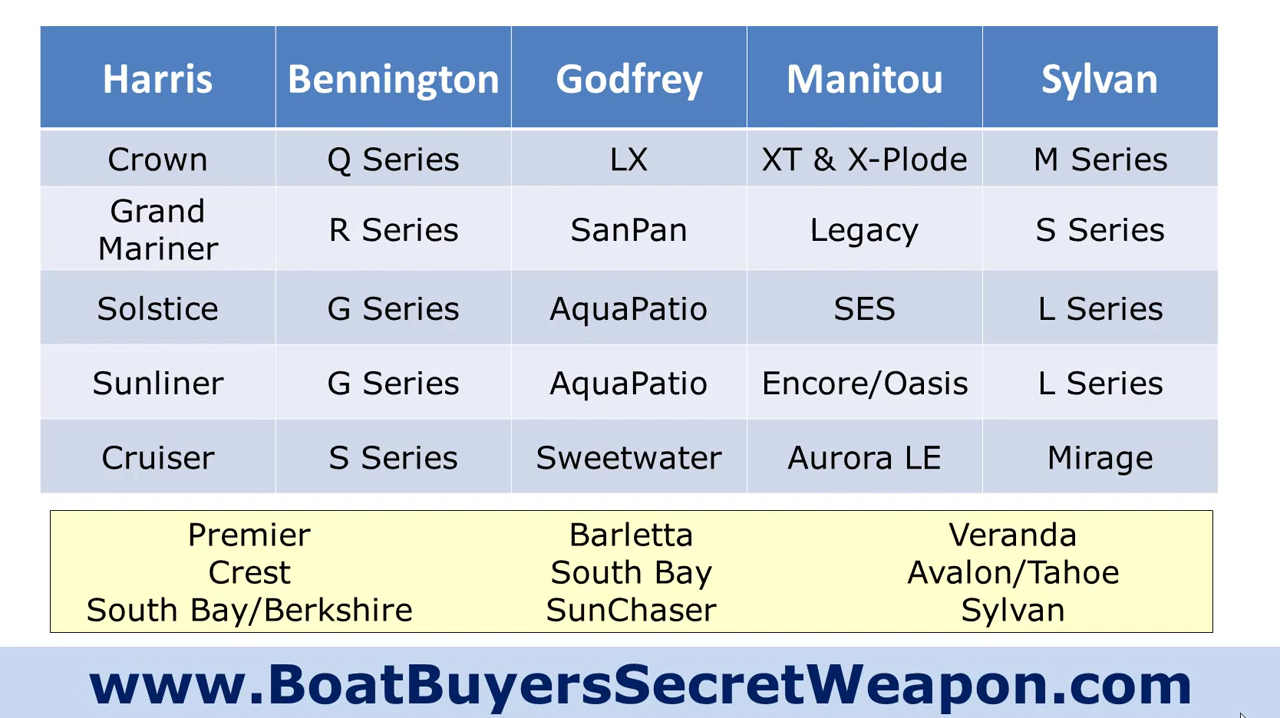 Harris Bennington Godfrey Manitou Sylvan
Crown Q Series LX XT & X-Plode M Series
Grand
Mariner R Series SanPan Legacy S Series
Solstice G Series AquaPatio SES L Series
Sunliner G Series AquaPatio Encore/Oasis L Series
Cruiser S Series Sweetwater Aurora LE Mirage
Premier Barletta Veranda
Crest South Bay Avalon/Tahoe
South Bay/Berkshire SunChaser Sylvan
www.BoatBuyersSecretWeapon.com